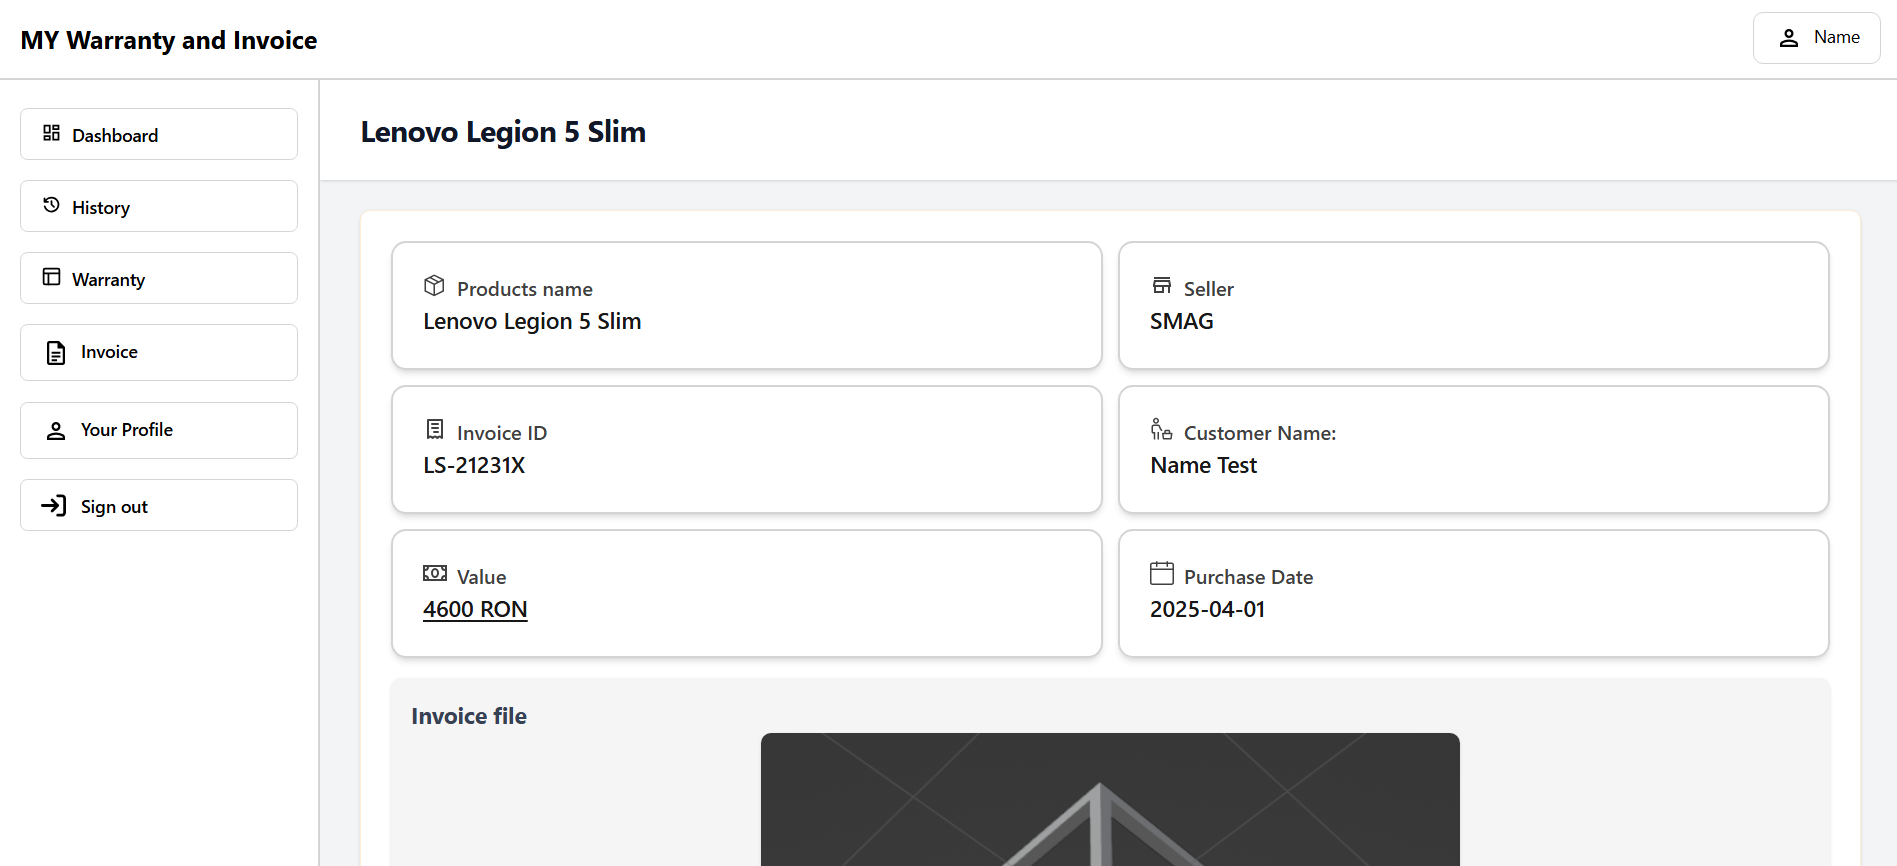 MY Warranty and Invoice
Name
Dashboard
History
Warranty
Invoice
Your Profile
Sign out
Lenovo Legion 5 Slim
Products name
Lenovo Legion 5 Slim
Seller
SMAG
Invoice ID
LS-21231X
Customer Name:
Name Test
Value
4600 RON
Purchase Date
2025-04-01
Invoice file